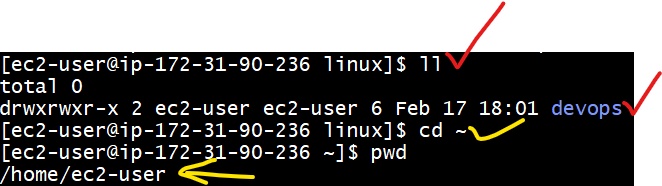 [ec2-user@ip-172-31-90-236 linux]$ ll
total 0
drwxrwxr-x 2 ec2-user ec2-user 6 Feb 17 18:01 devops
[ec2-user@ip-172-31-90-236 linux]$ cd ~
[ec2-user@ip-172-31-90-236 ~]$ pwd
/home/ec2-user